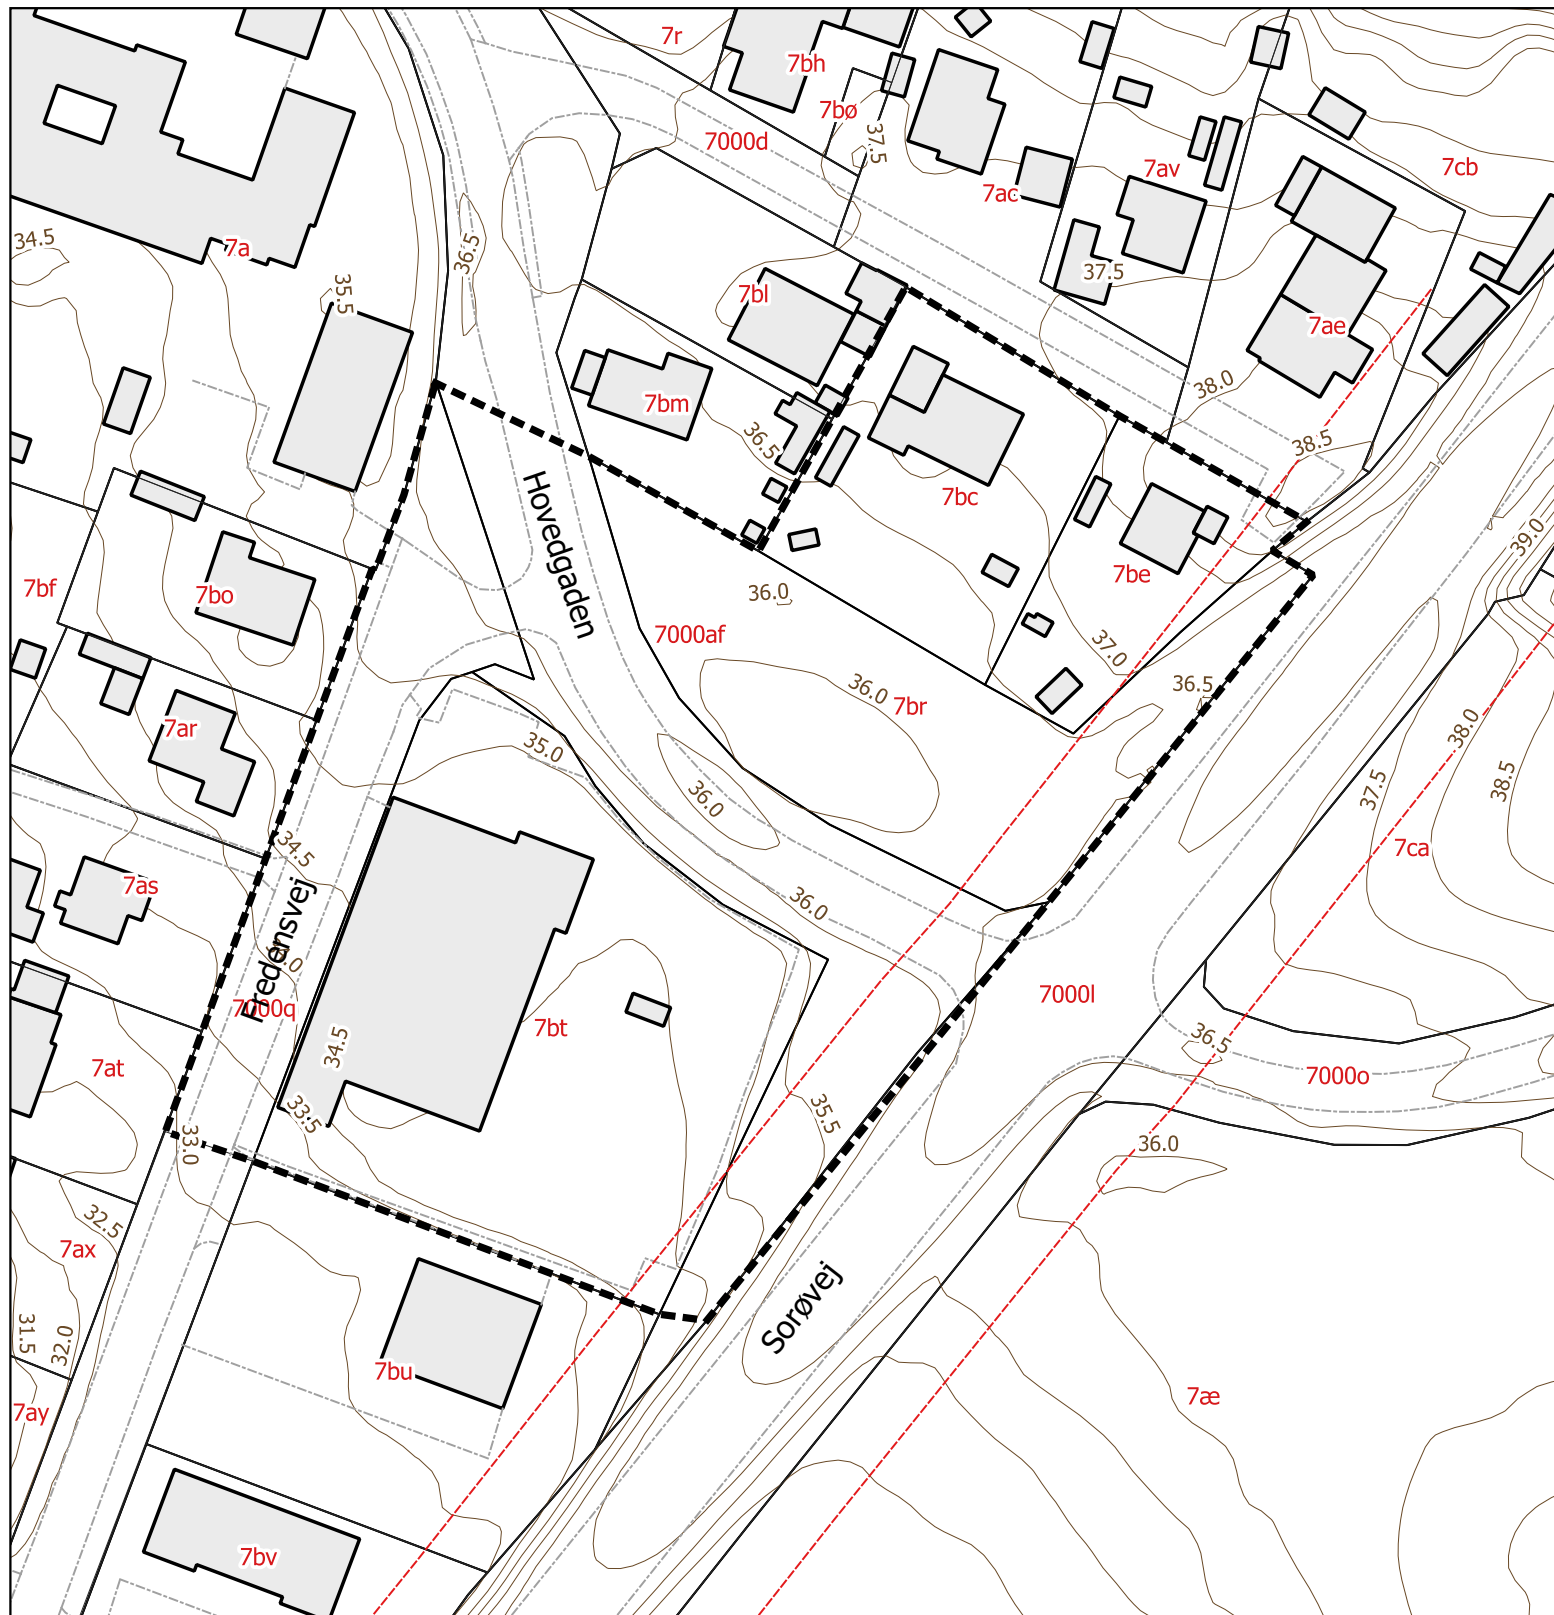 7r
7bh
7bø
37.5
7000d
7cb
7av
7ac
34.5
7a
36.5
35.5
37.5
7bl
7ae
38.0
7bm
36.5
38.5
7bc
39.0
Hovedgaden
7be
7bf
7bo
36.0
7000af
37.0
36.5
36.0
7br
7ar
35.0
38.0
37.5
38.5
36.0
34.5
7ca
7as
36.0
Fredensvej
7000q
7000l
7bt
36.5
34.5
7at
7000o
33.5
35.5
33.0
36.0
32.5
7ax
Sorøvej
31.5
32.0
7bu
7æ
7ay
7bv